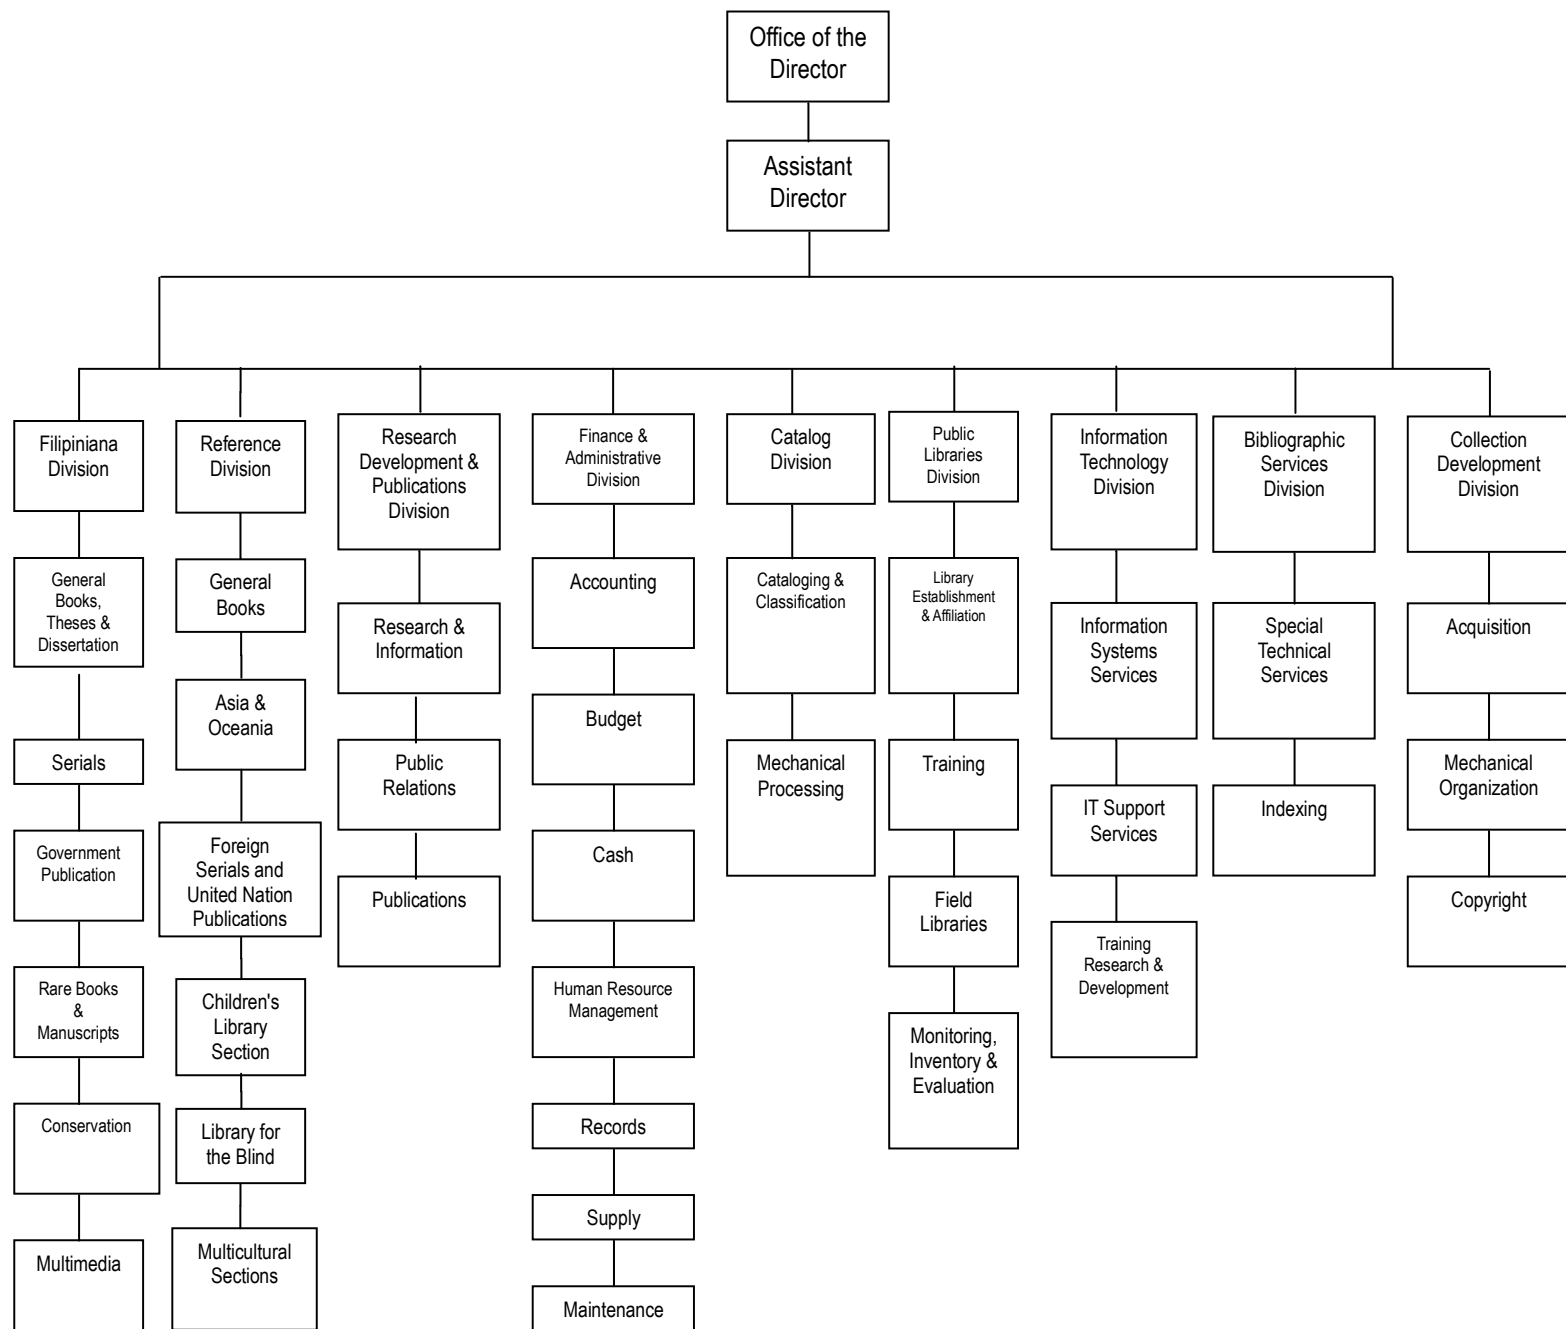 Office of the
Director
Assistant
Director
Filipiniana
Division
General
Books,
Theses &
Dissertation
Serials
Government
Publication
Rare Books
&
Manuscripts
Conservation
Multimedia
Reference
Division
General
Books
Asia &
Oceania
Foreign
Serials and
United Nation
Publications
Children's
Library
Section
Library for
the Blind
Multicultural
Sections
Research
Development &
Publications
Division
Research &
Information
Public
Relations
Publications
Finance &
Administrative
Division
Accounting
Budget
Cash
Human Resource
Management
Records
Supply
Maintenance
Catalog
Division
Cataloging &
Classification
Mechanical
Processing
Public
Libraries
Division
Library
Establishment
& Affiliation
Training
Field
Libraries
Monitoring,
Inventory &
Evaluation
Information
Technology
Division
Information
Systems
Services
IT Support
Services
Training
Research &
Development
Bibliographic
Services
Division
Special
Technical
Services
Indexing
Collection
Development
Division
Acquisition
Mechanical
Organization
Copyright